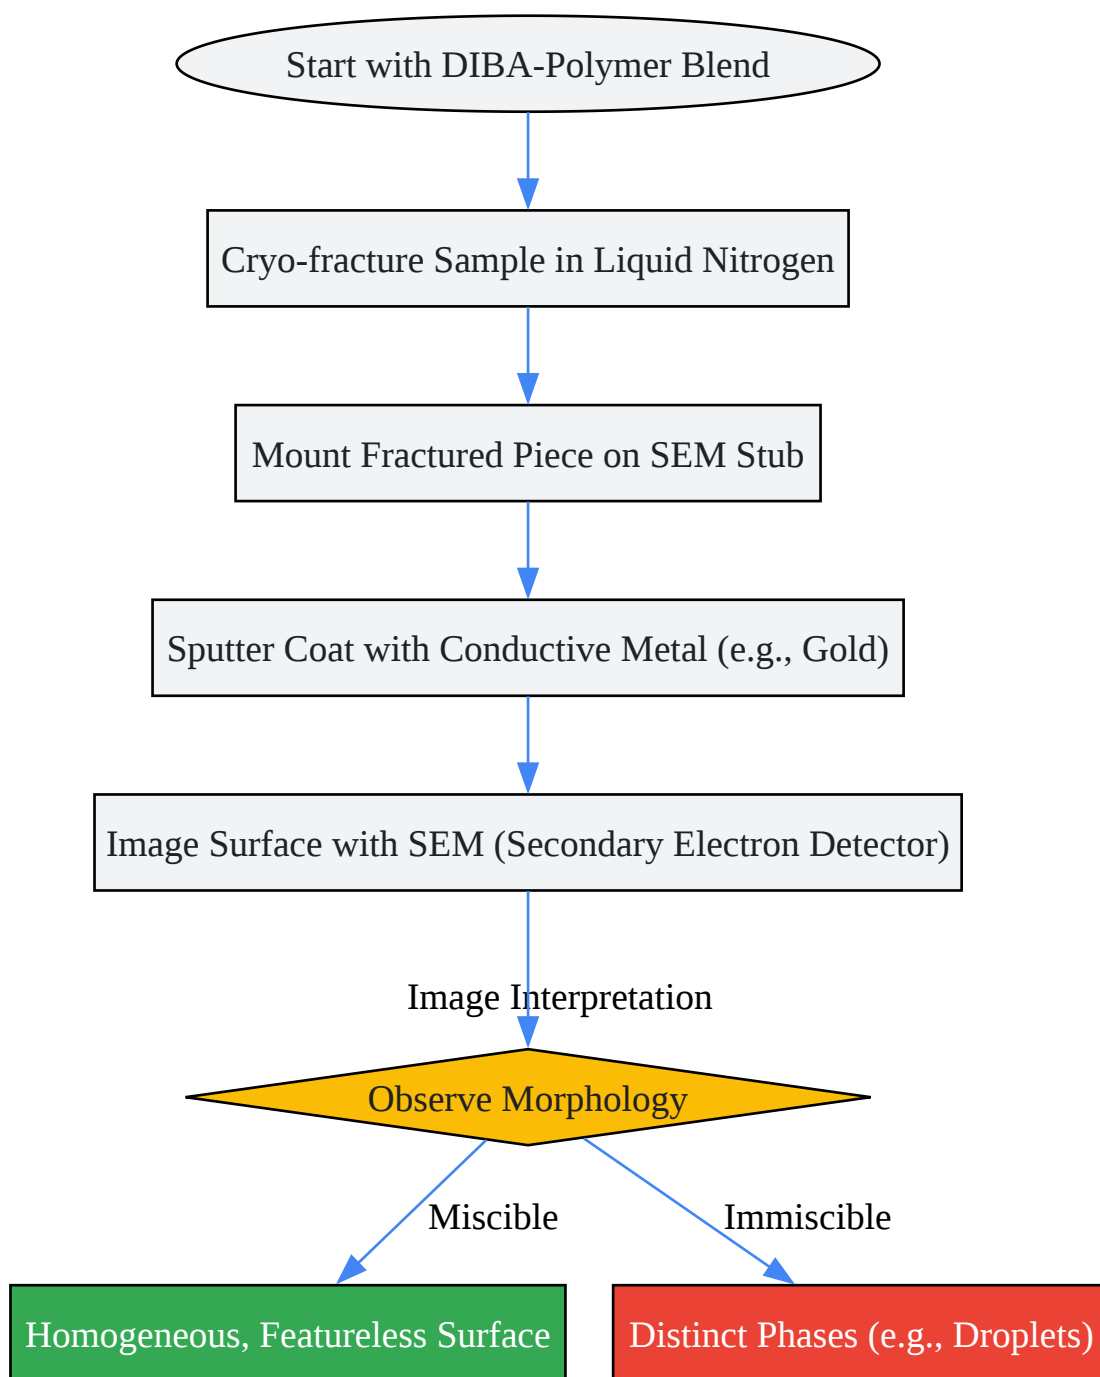 Start with DIBA-Polymer Blend
Cryo-fracture Sample in Liquid Nitrogen
Mount Fractured Piece on SEM Stub
Sputter Coat with Conductive Metal (e.g., Gold)
Image Surface with SEM (Secondary Electron Detector)
Image Interpretation
Observe Morphology
Miscible
Immiscible
Homogeneous, Featureless Surface
Distinct Phases (e.g., Droplets)